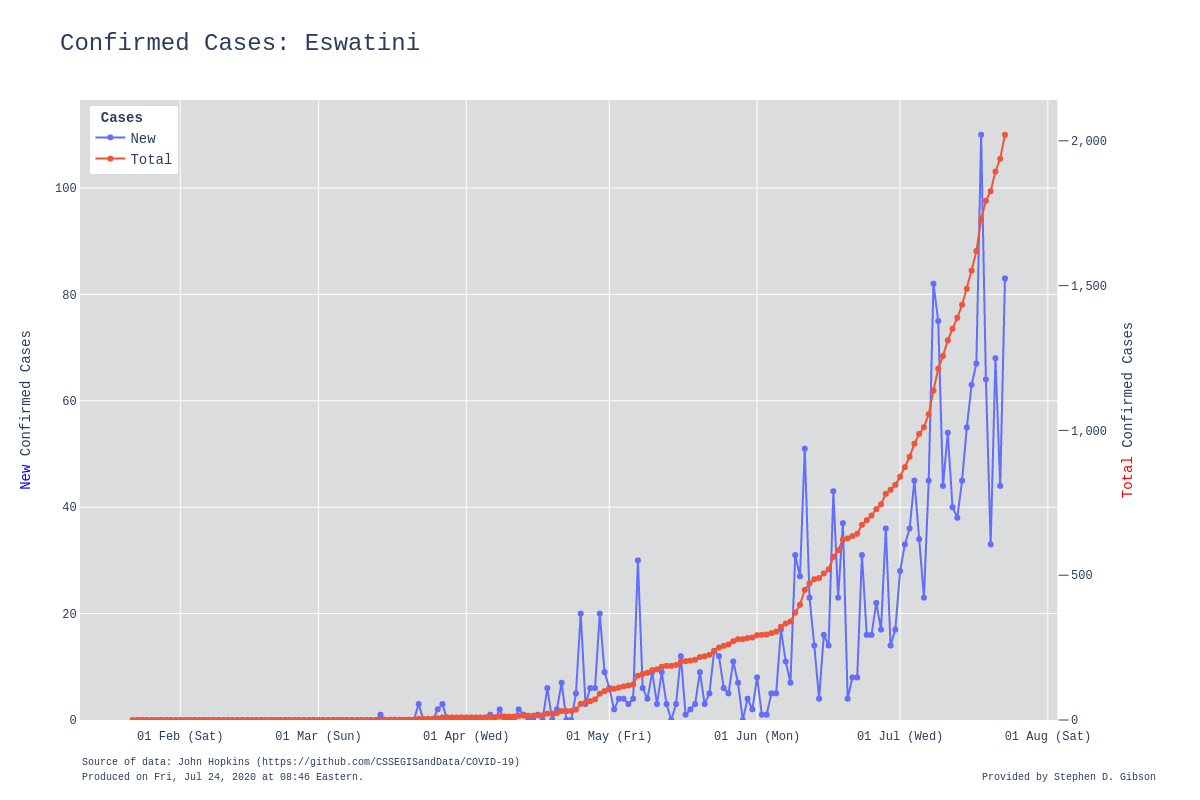 Confirmed Cases: Eswatini
Cases
New
Total
100
80
60
40
20
0
2,000
1,500
1,000
500
0
New Confirmed Cases
Total Confirmed Cases
01 Feb (Sat)
01 Mar (Sun)
01 Apr (Wed)
01 May (Fri)
01 Jun (Mon)
01 Jul (Wed)
01 Aug (Sat)
Source of data: John Hopkins (https://github.com/CSSEGISandData/COVID-19)
Produced on Fri, Jul 24, 2020 at 08:46 Eastern.
Provided by Stephen D. Gibson